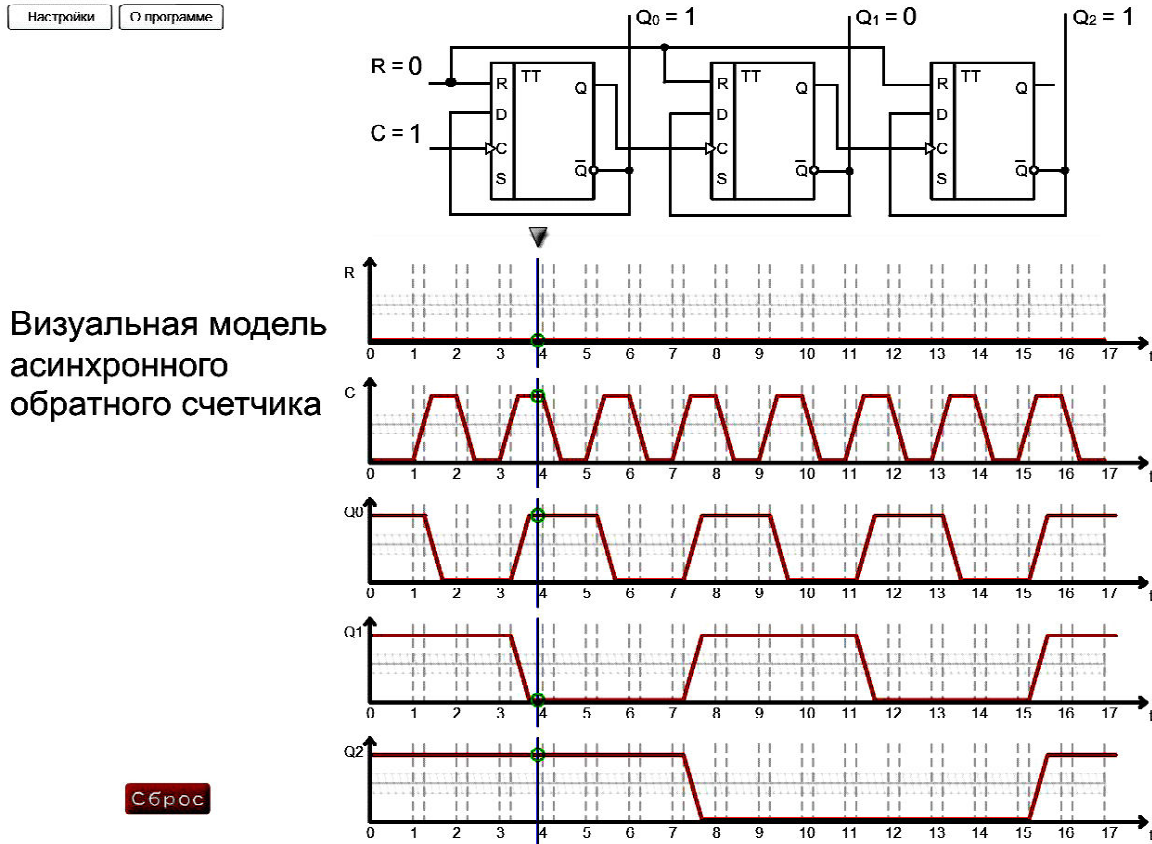 Настройки О программе
Q0 = 1 Q1 = 0 Q2 = 1
R = 0
C = 1
R TT Q R TT Q R TT Q
D D D
C C C
S Q S Q S Q
Визуальная модель
асинхронного
обратного счетчика
R
0 1 2 3 4 5 6 7 8 9 10 11 12 13 14 15 16 17 t
C
0 1 2 3 4 5 6 7 8 9 10 11 12 13 14 15 16 17 t
Q0
0 1 2 3 4 5 6 7 8 9 10 11 12 13 14 15 16 17 t
Q1
0 1 2 3 4 5 6 7 8 9 10 11 12 13 14 15 16 17 t
Q2
0 1 2 3 4 5 6 7 8 9 10 11 12 13 14 15 16 17 t
Сброс